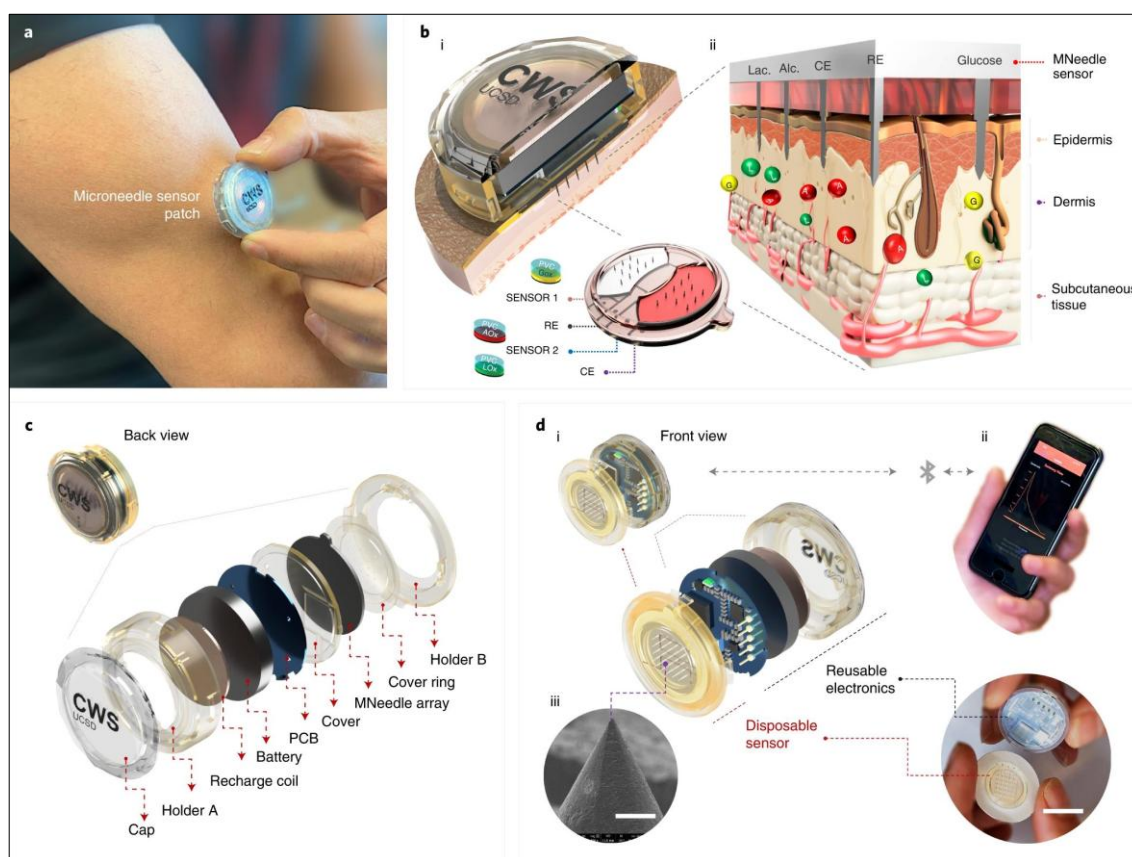 a
Microneedle sensor
patch
CWS
b
i
CWS
UCSD
PVC
GOx
SENSOR 1
RE
PVC
AOx
SENSOR 2
PVC
LOx
CE
ii
Lac.
Alc.
CE
RE
Glucose
MNeedle
sensor
Epidermis
Dermis
Subcutaneous
tissue
G
L
L
A
A
A
L
A
L
G
G
c
Back view
CWS
CWS
UCSD
Cap
Holder A
Recharge coil
Battery
PCB
Cover
MNeedle array
Cover ring
Holder B
d
i
Front view
ii
CWS
iii
Reusable
electronics
Disposable
sensor